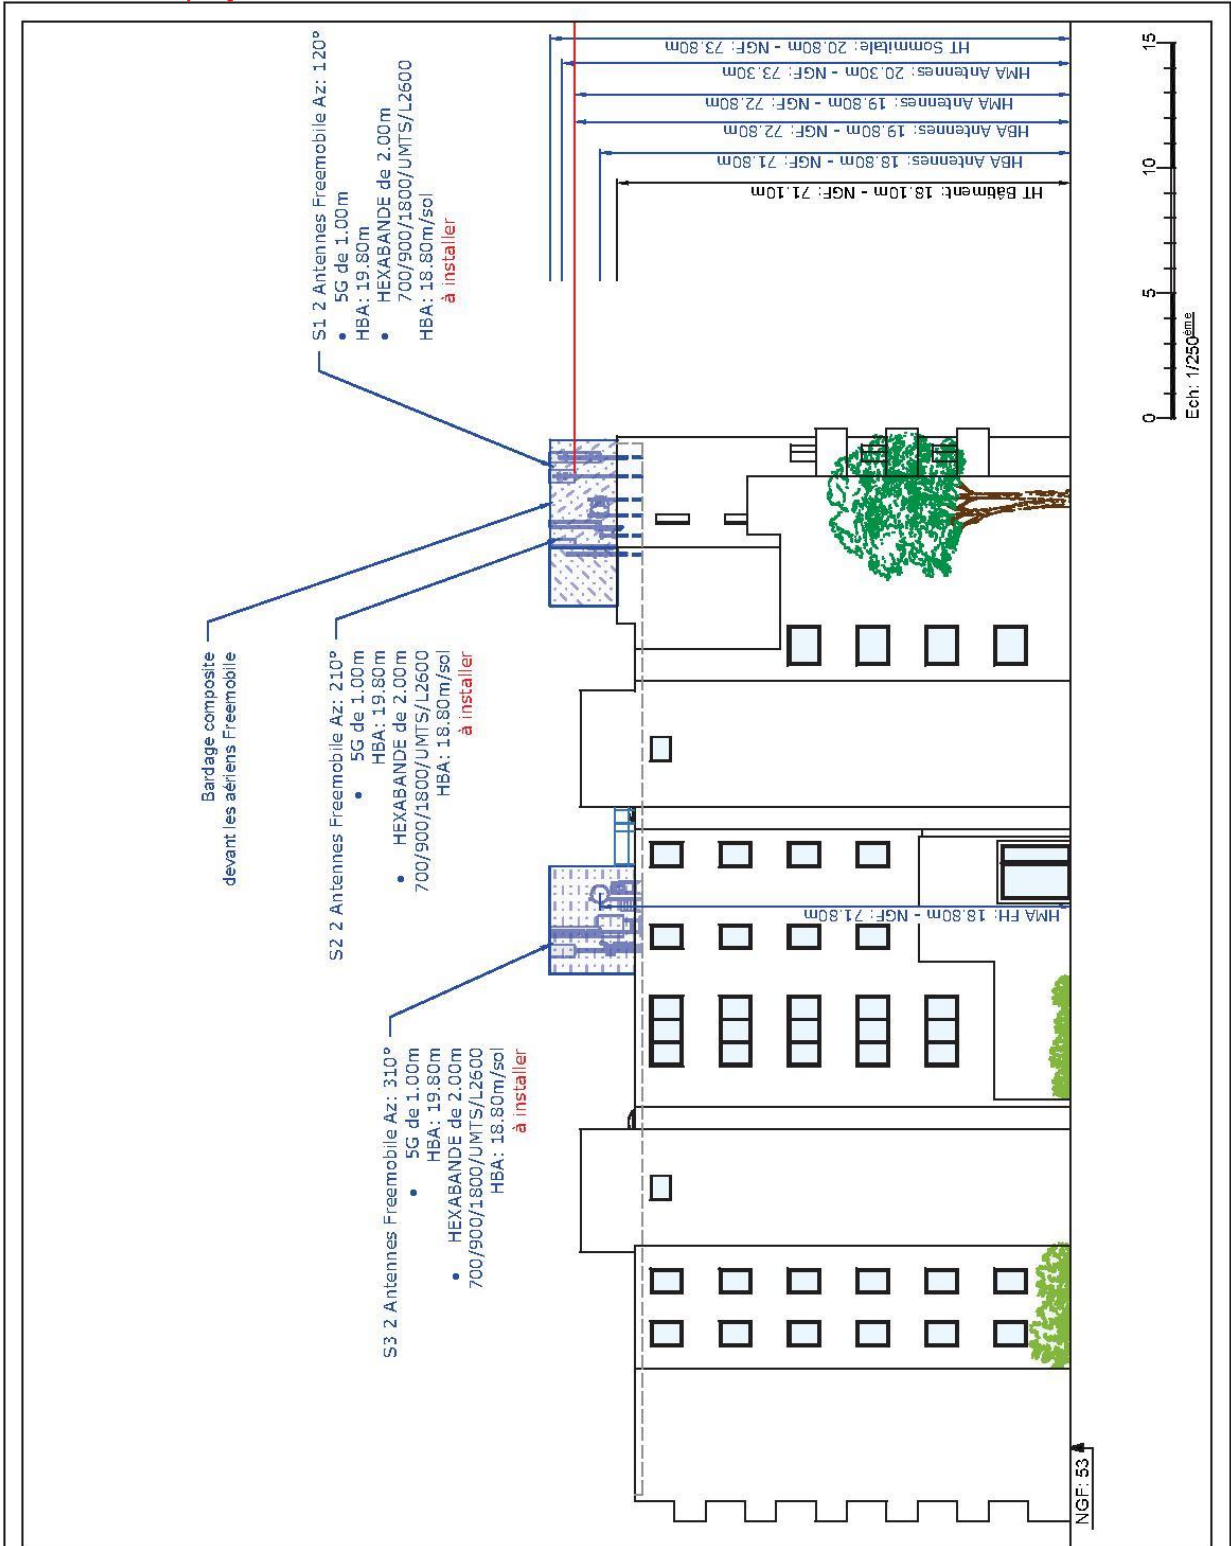 Bardage composite
devant les aériens Freemobile
S1 2 Antennes Freemobile Az: 120°
• 5G de 1.00m
HBA: 19.80m
• HEXABANDE de 2.00m
700/900/1800/UMTS/L2600
HBA: 18.80m/sol
à installer
S2 2 Antennes Freemobile Az: 210°
• 5G de 1.00m
HBA: 19.80m
• HEXABANDE de 2.00m
700/900/1800/UMTS/L2600
HBA: 18.80m/sol
à installer
S3 2 Antennes Freemobile Az: 310°
• 5G de 1.00m
HBA: 19.80m
• HEXABANDE de 2.00m
700/900/1800/UMTS/L2600
HBA: 18.80m/sol
à installer
HT Sommitale: 20.80m - NGF: 73.80m
HMA Antennes: 20.30m - NGF: 73.30m
HMA Antennes: 19.80m - NGF: 72.80m
HBA Antennes: 19.80m - NGF: 72.80m
HBA Antennes: 18.80m - NGF: 71.80m
HT Bâtiment: 18.10m - NGF: 71.10m
HMA FH: 18.80m - NGF: 71.80m
NGF: 53
0 5 10 15
Ech: 1/250ème